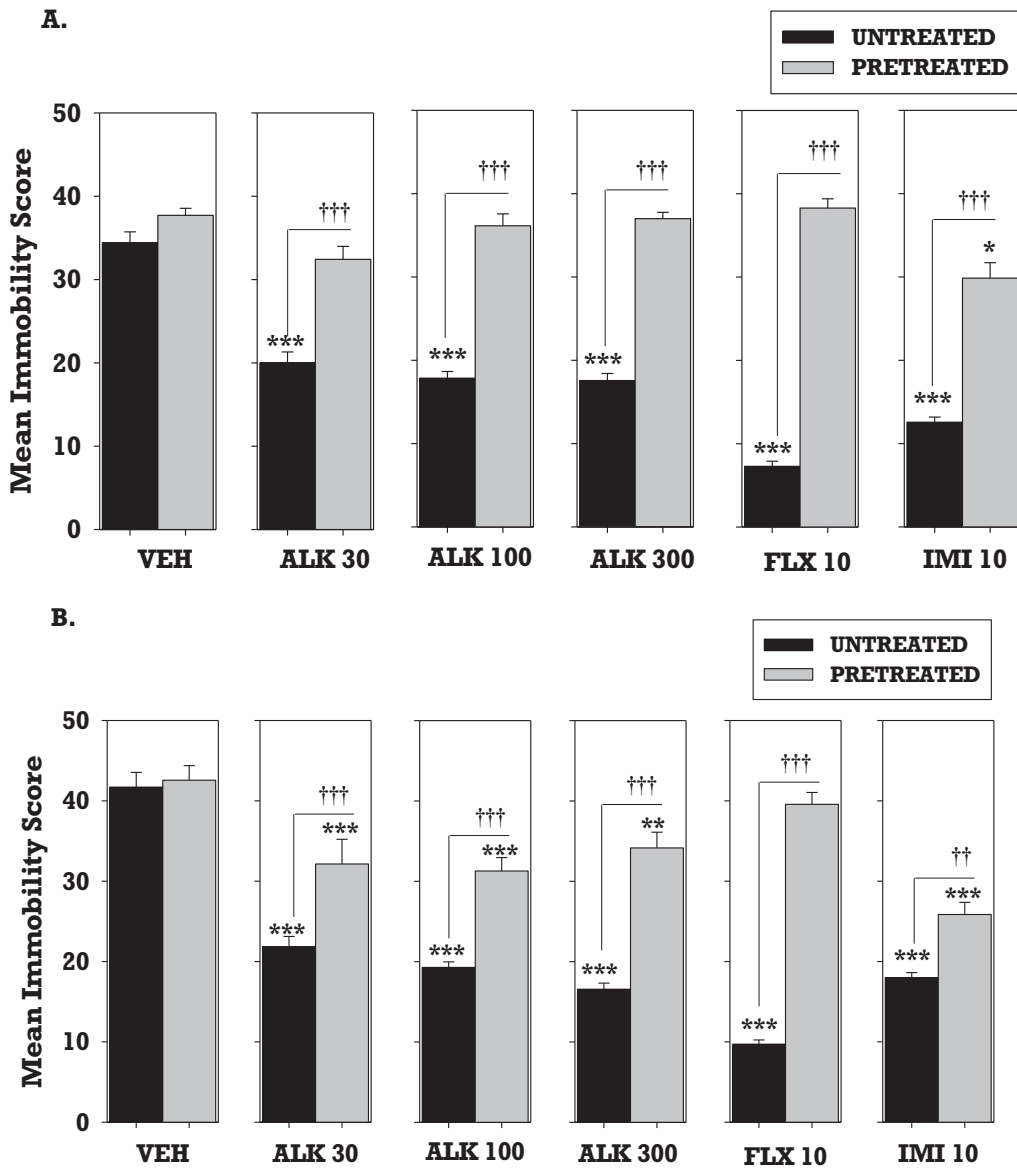 A.
UNTREATED
PRETREATED
Mean Immobility Score
50
40
30
20
10
0
***
†††
***
†††
***
†††
***
†††
***
†††
*
VEH
ALK 30
ALK 100
ALK 300
FLX 10
IMI 10
B.
UNTREATED
PRETREATED
Mean Immobility Score
50
40
30
20
10
0
***
†††
***
***
†††
***
***
†††
**
***
†††
***
††
***
VEH
ALK 30
ALK 100
ALK 300
FLX 10
IMI 10